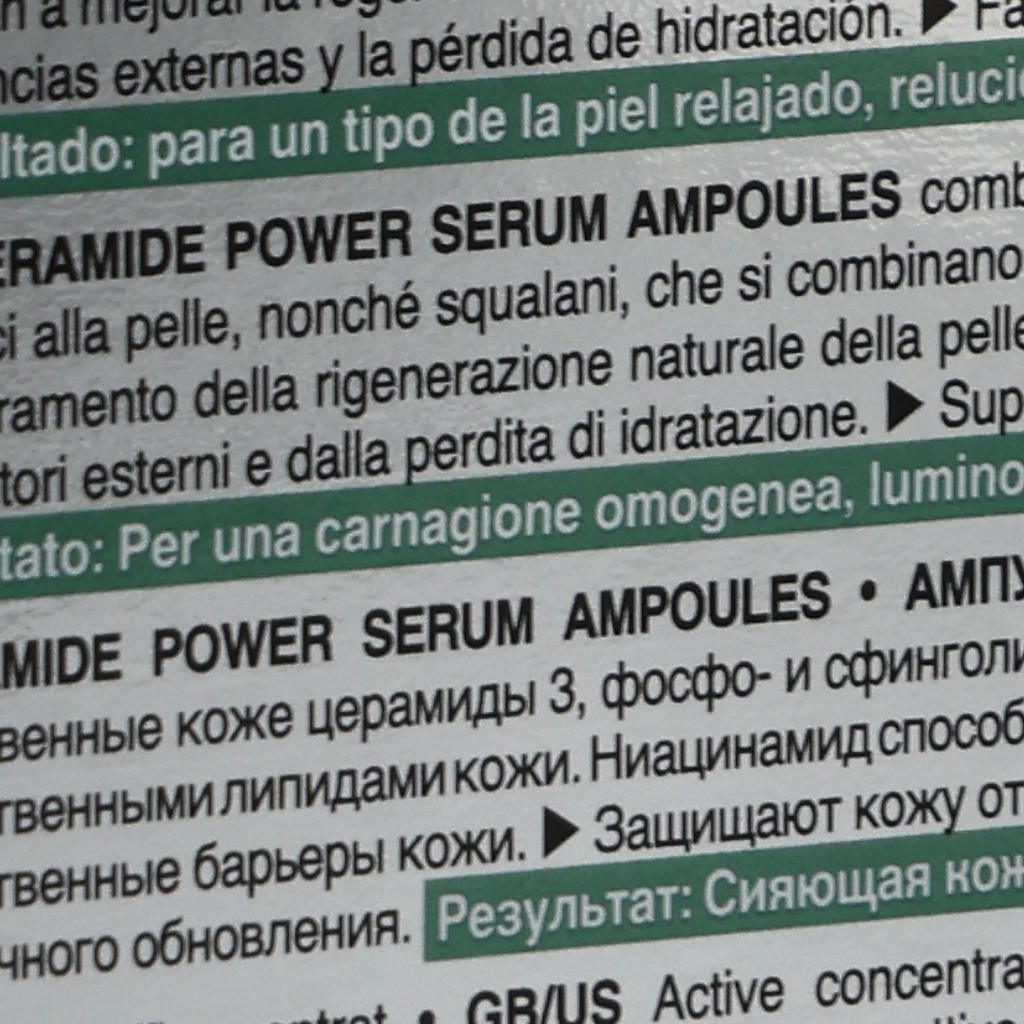 n a mejorar la
ncias externas y la pérdida de hidratación. ▶ Fa
ltado: para un tipo de la piel relajado, relucie
ERAMIDE POWER SERUM AMPOULES comb
ci alla pelle, nonché squalani, che si combinano
ramento della rigenerazione naturale della pelle
tori esterni e dalla perdita di idratazione. ▶ Sup
tato: Per una carnagione omogenea, lumino
AMIDE POWER SERUM AMPOULES • АМПУ
венные коже церамиды 3, фосфо- и сфинголи
твенными липидами кожи. Ниацинамид способ
твенные барьеры кожи. ▶ Защищают кожу от
чного обновления. Результат: Сияющая кож
• GB/US Active concentra